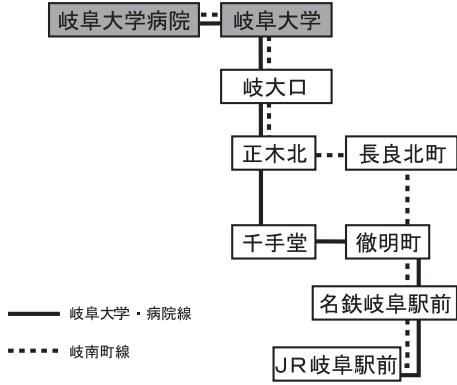 岐阜大学病院
岐阜大学
岐大口
正木北
長良北町
千手堂
徹明町
名鉄岐阜駅前
JR岐阜駅前
岐阜大学・病院線
岐南町線